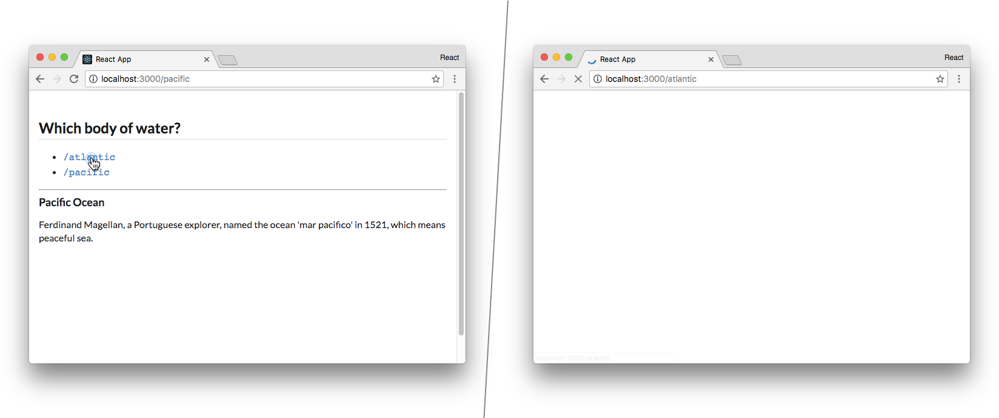 React App
React
localhost:3000/pacific
Which body of water?
/atlantic
/pacific
Pacific Ocean
Ferdinand Magellan, a Portuguese explorer, named the ocean 'mar pacifico' in 1521, which means
peaceful sea.
React App
React
localhost:3000/atlantic
localhost:3000/atlantic